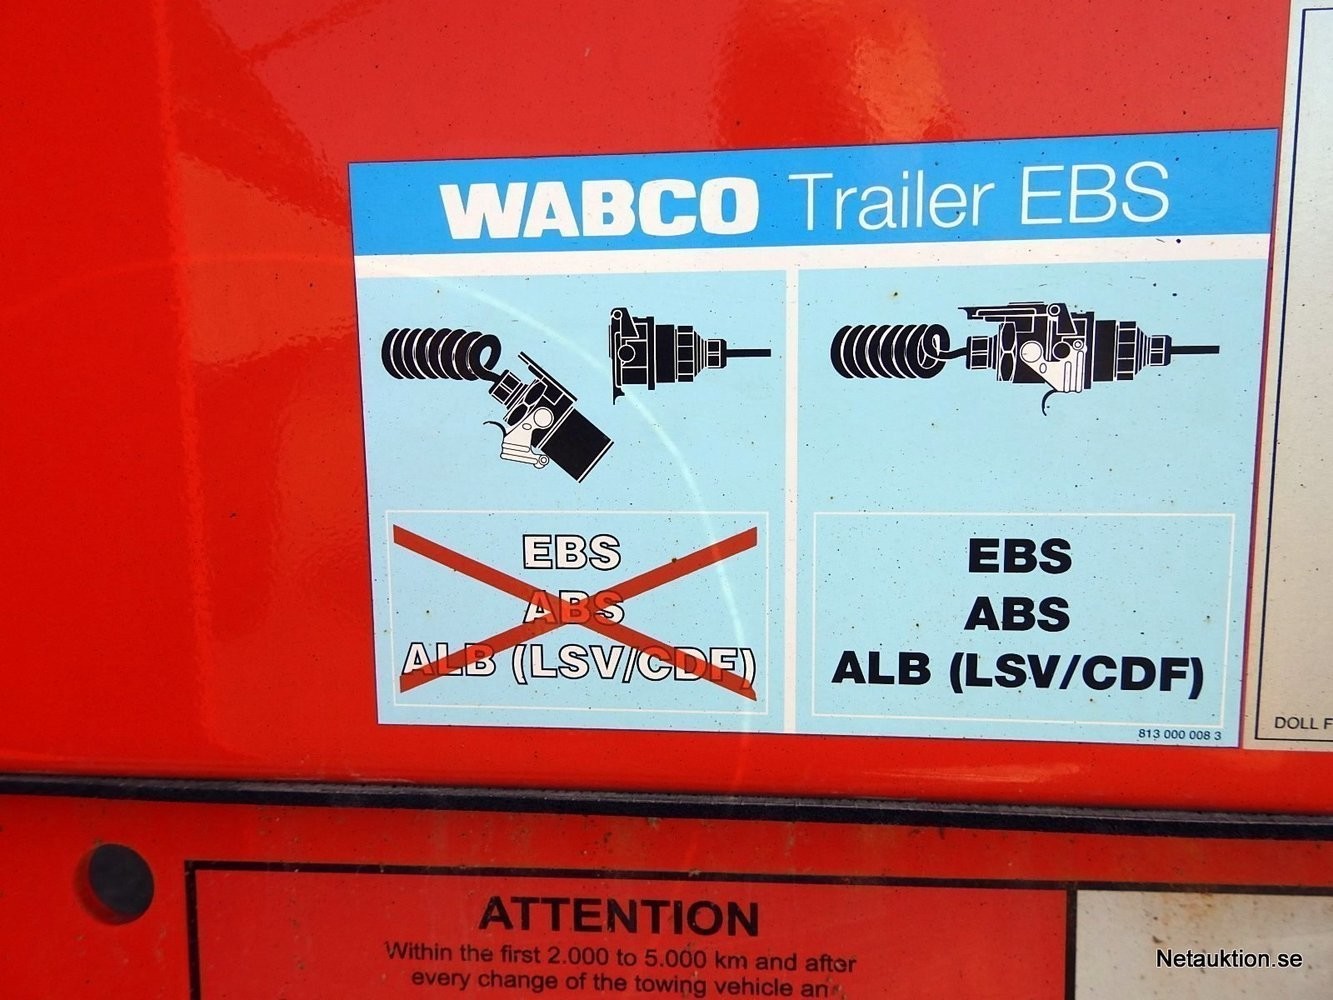 WABCO Trailer EBS
EBS
ABS
ALB (LSV/CDF)
EBS
ABS
ALB (LSV/CDF)
813 000 008 3
DOLL
ATTENTION
Within the first 2.000 to 5.000 km and after
every change of the towing vehicle an
Netauktion.se